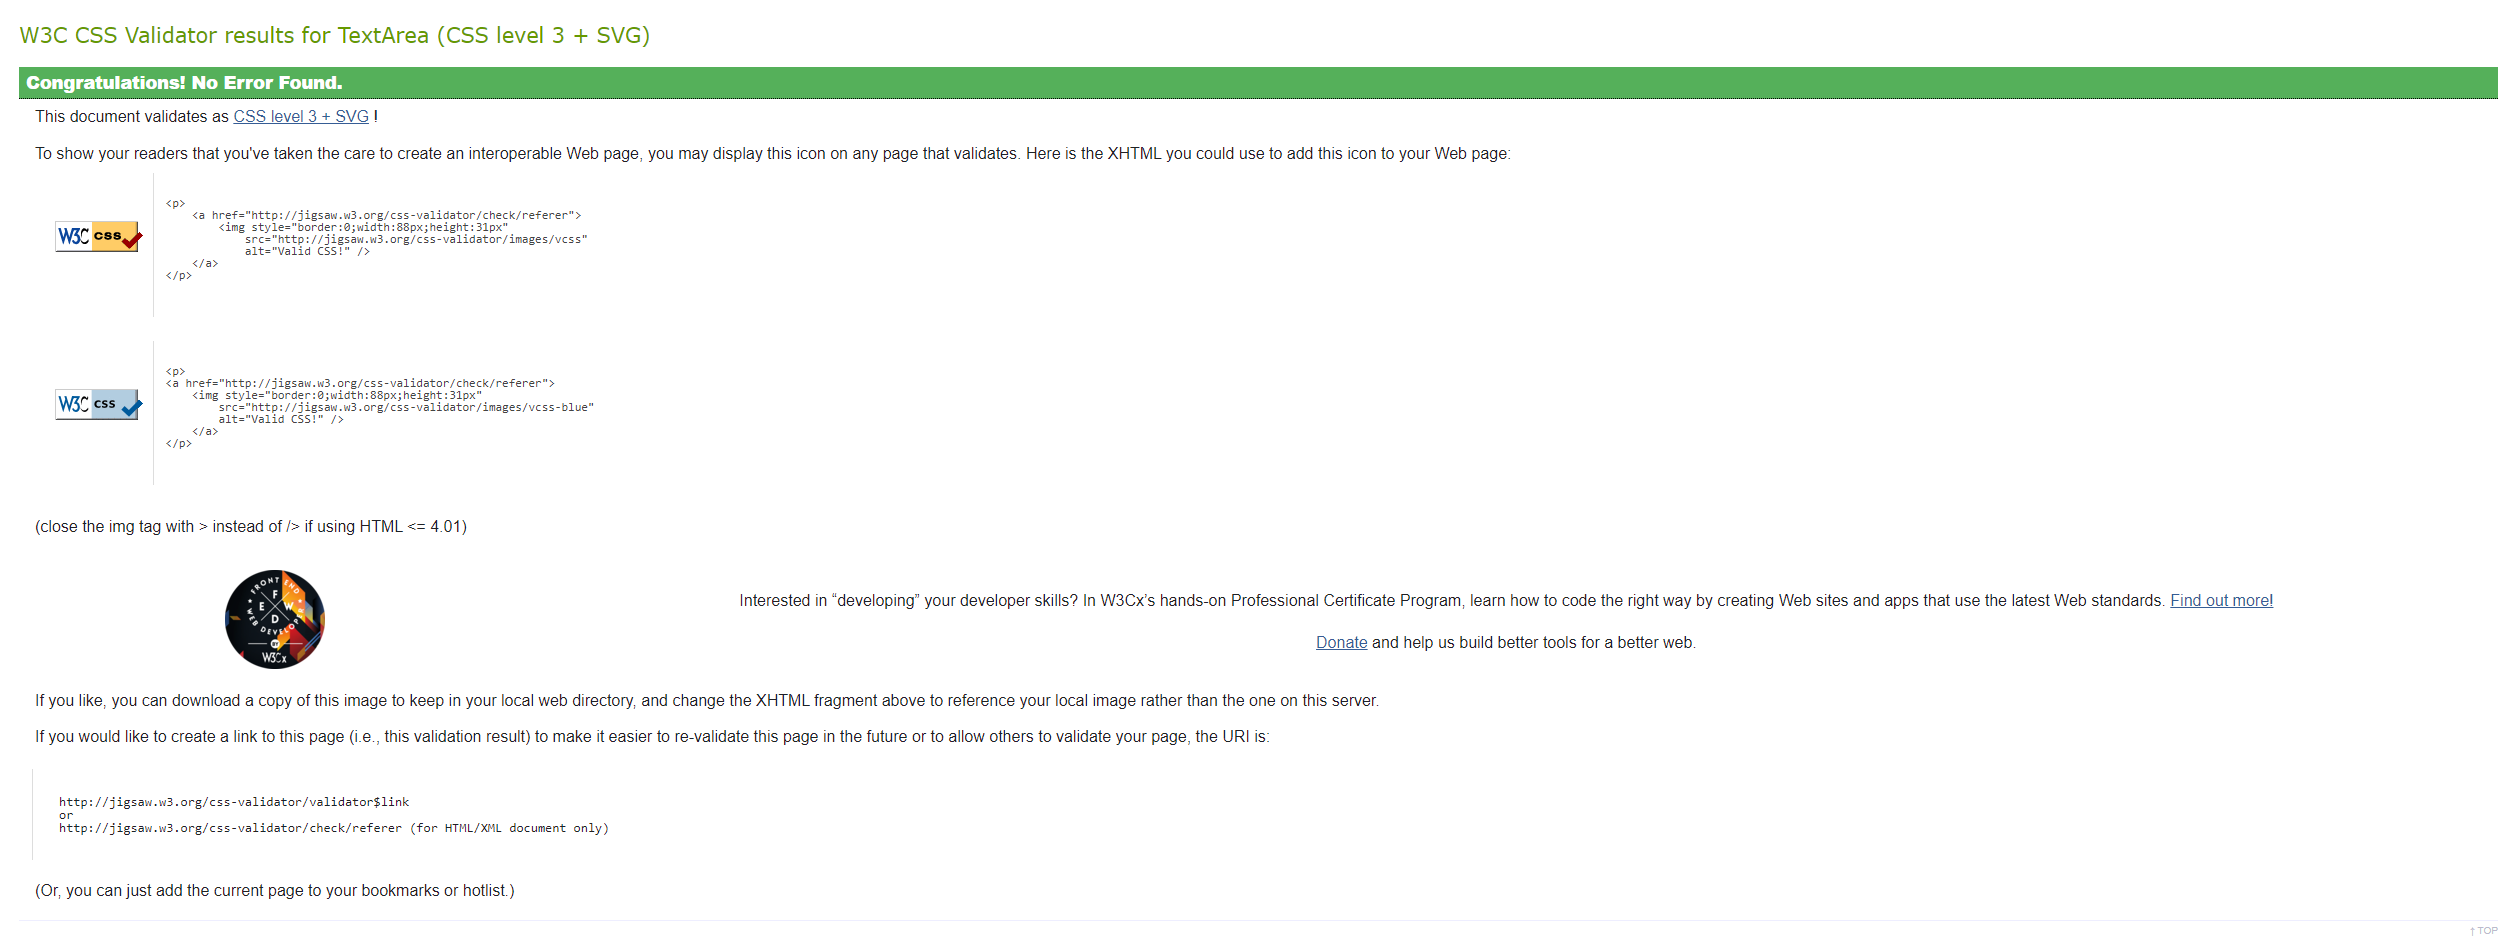 W3C CSS Validator results for TextArea (CSS level 3 + SVG)
Congratulations! No Error Found.
This document validates as CSS level 3 + SVG !
To show your readers that you've taken the care to create an interoperable Web page, you may display this icon on any page that validates. Here is the XHTML you could use to add this icon to your Web page:
W3C css
<p>
<a href="http://jigsaw.w3.org/css-validator/check/referer">
<img style="border:0;width:88px;height:31px"
src="http://jigsaw.w3.org/css-validator/images/vcss"
alt="Valid CSS!" />
</a>
</p>
W3C css
<p>
<a href="http://jigsaw.w3.org/css-validator/check/referer">
<img style="border:0;width:88px;height:31px"
src="http://jigsaw.w3.org/css-validator/images/vcss-blue"
alt="Valid CSS!" />
</a>
</p>
(close the img tag with > instead of /> if using HTML <= 4.01)
FRONT END
F
E W
D
WEB DEVELOPER
BY
W3Cx
Interested in “developing” your developer skills? In W3Cx's hands-on Professional Certificate Program, learn how to code the right way by creating Web sites and apps that use the latest Web standards. Find out more!
Donate and help us build better tools for a better web.
If you like, you can download a copy of this image to keep in your local web directory, and change the XHTML fragment above to reference your local image rather than the one on this server.
If you would like to create a link to this page (i.e., this validation result) to make it easier to re-validate this page in the future or to allow others to validate your page, the URI is:
http://jigsaw.w3.org/css-validator/validator$link
or
http://jigsaw.w3.org/css-validator/check/referer (for HTML/XML document only)
(Or, you can just add the current page to your bookmarks or hotlist.)
↑ TOP